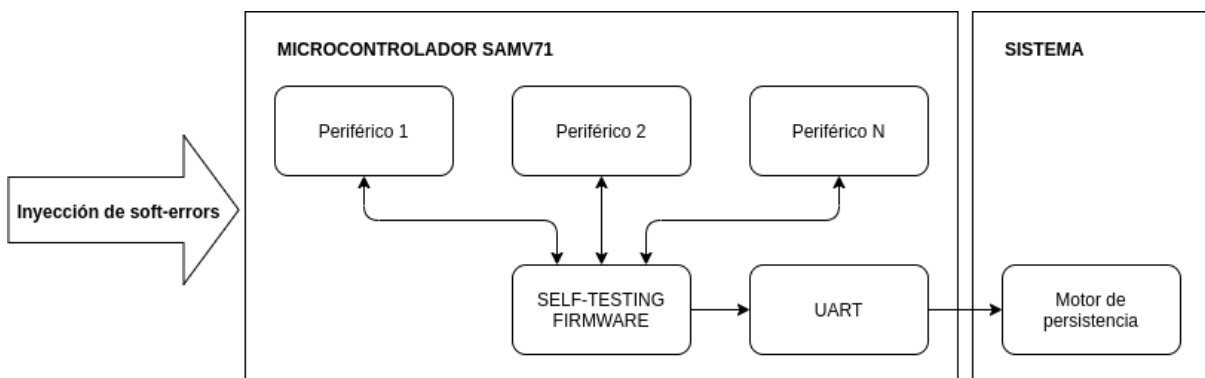 MICROCONTROLADOR SAMV71
SISTEMA
Periférico 1
Periférico 2
Periférico N
Inyección de soft-errors
SELF-TESTING
FIRMWARE
UART
Motor de
persistencia